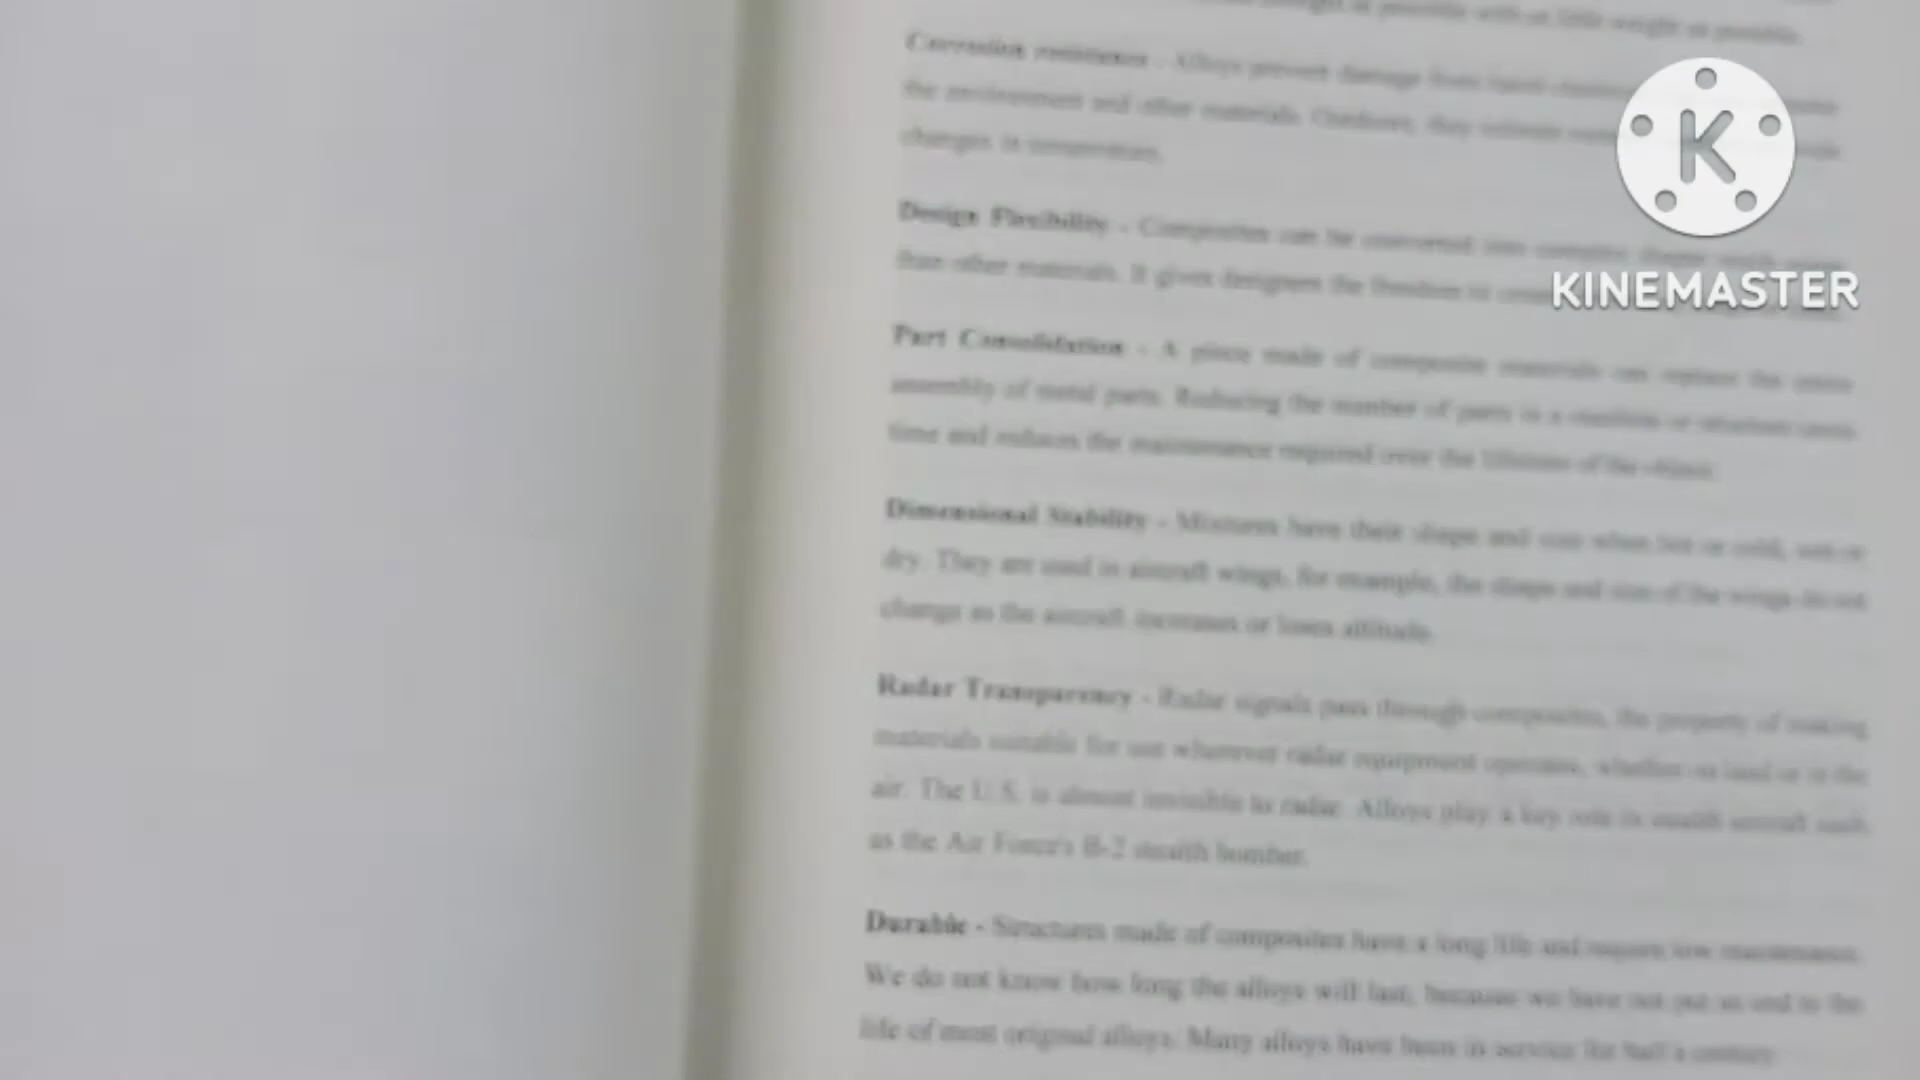 as possible with as little weight as possible.
Corrosion resistance - Alloys prevent damage from
the environment and other materials. Outdoors, they
changes in temperature.
Design Flexibility - Composites can be converted into complex shapes
than other materials. It gives designers the freedom to
Part Consolidation - A piece made of composite materials can replace the entire
assembly of metal parts. Reducing the number of parts in a machine or structure saves
time and reduces the maintenance required over the lifetime of the object.
Dimensional Stability - Mixtures have their shape and size when hot or cold, wet or
dry. They are used in aircraft wings, for example, the shape and size of the wings do not
change as the aircraft increases or loses altitude.
Radar Transparency - Radar signals pass through composites, the property of making
materials suitable for use wherever radar equipment operates, whether on land or in the
air. The U.S. is almost invisible to radar. Alloys play a key role in stealth aircraft such
as the Air Force's B-2 stealth bomber.
Durable - Structures made of composites have a long life and require low maintenance.
We do not know how long the alloys will last, because we have not put an end to the
life of most original alloys. Many alloys have been in service for half a century.
K
KINEMASTER